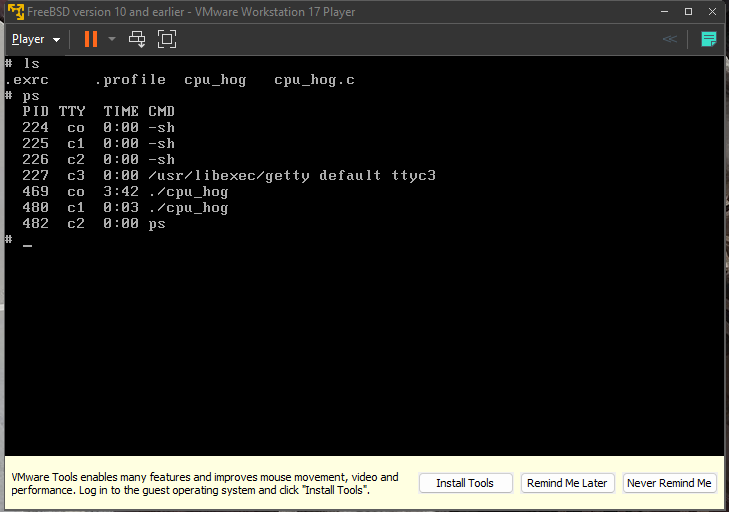 FreeBSD version 10 and earlier - VMware Workstation 17 Player
Player
# ls
.exrc .profile cpu_hog cpu_hog.c
# ps
PID TTY TIME CMD
224 co 0:00 -sh
225 c1 0:00 -sh
226 c2 0:00 -sh
227 c3 0:00 /usr/libexec/getty default ttyc3
469 co 3:42 ./cpu_hog
480 c1 0:03 ./cpu_hog
482 c2 0:00 ps
# _
VMware Tools enables many features and improves mouse movement, video and
performance. Log in to the guest operating system and click "Install Tools".
Install Tools Remind Me Later Never Remind Me